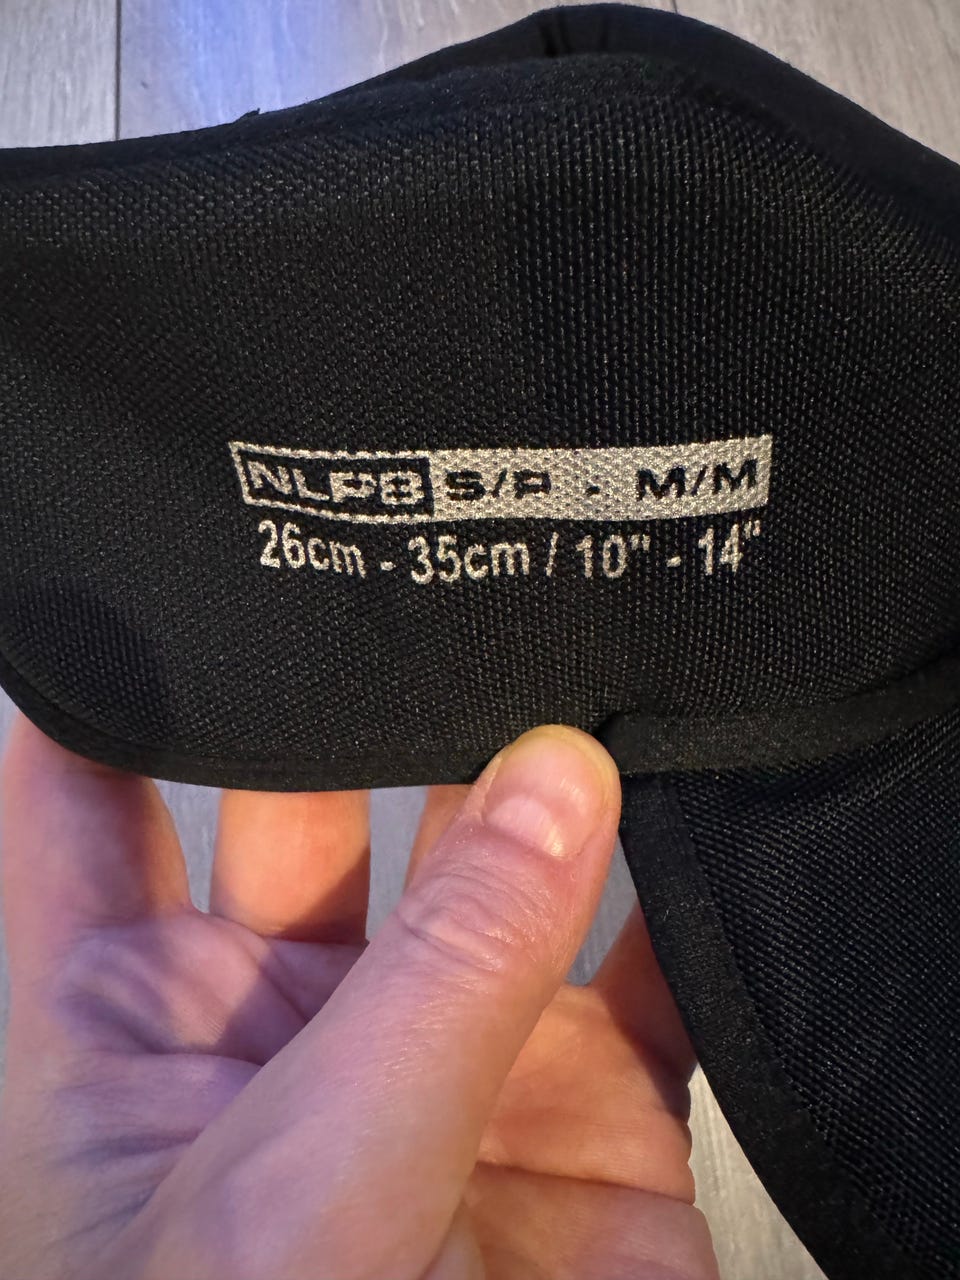 NLP8 S/P - M/M
26cm - 35cm / 10" - 14"